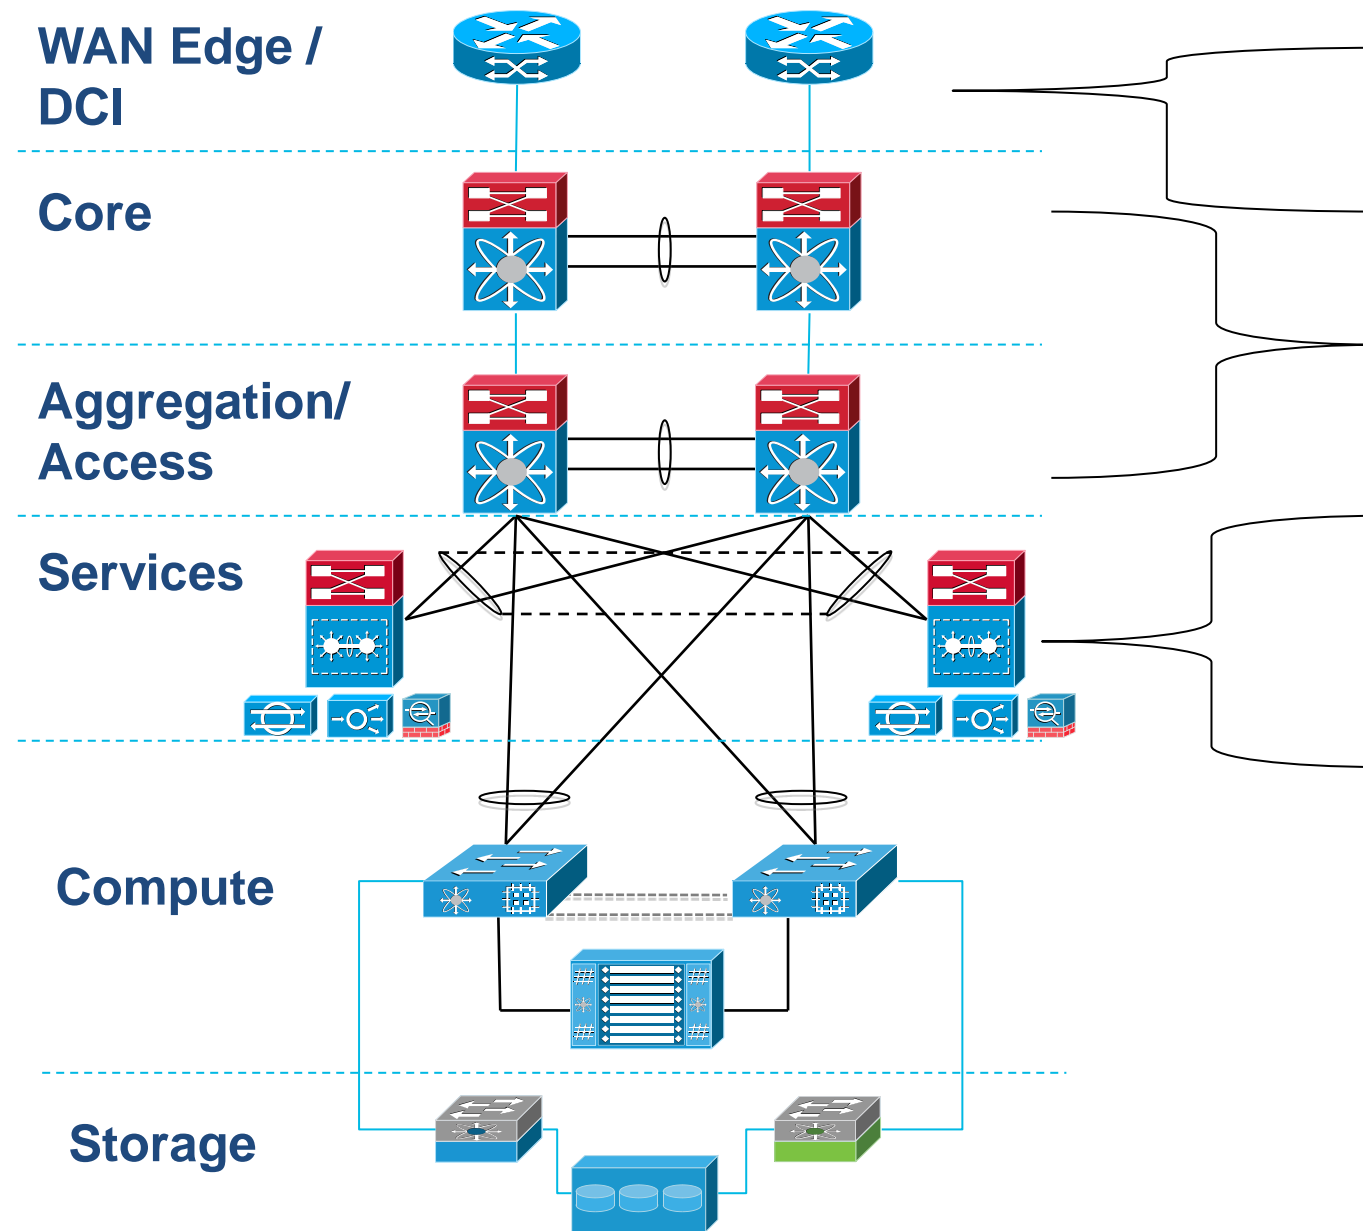 WAN Edge /
DCI
Core
Aggregation/
Access
Services
Compute
Storage